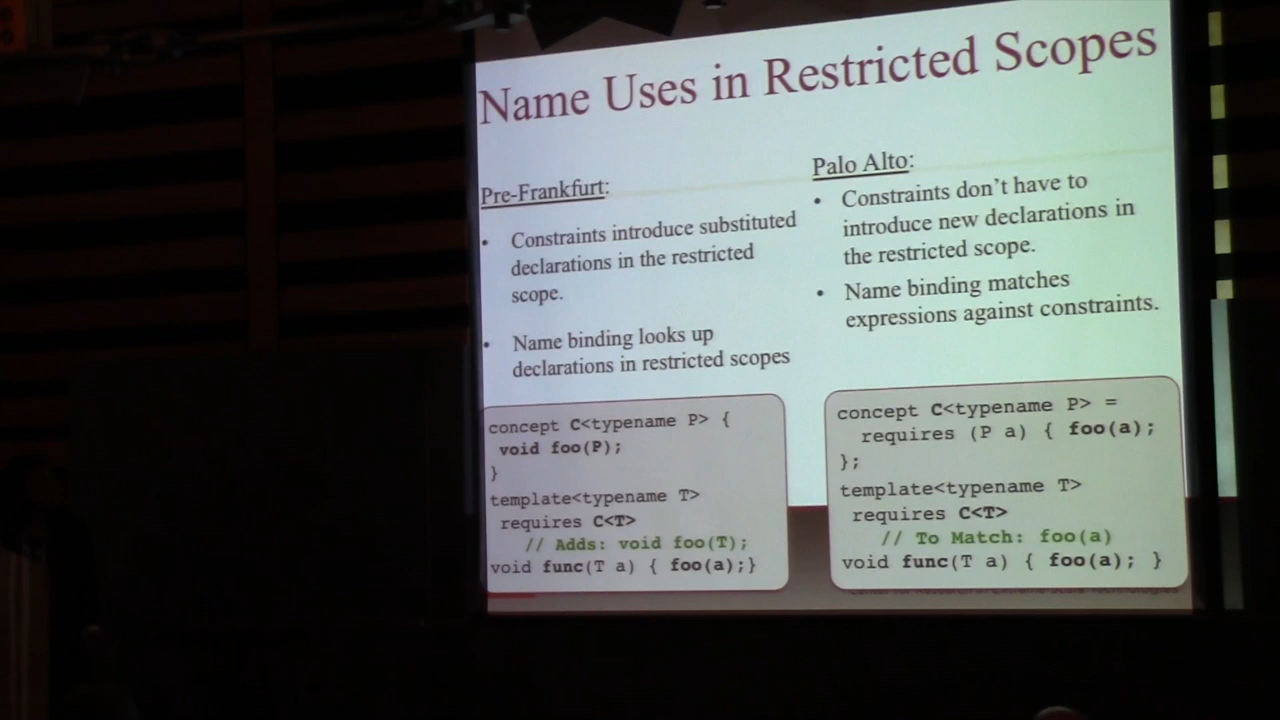 Name Uses in Restricted Scopes
Pre-Frankfurt:
• Constraints introduce substituted
declarations in the restricted
scope.
• Name binding looks up
declarations in restricted scopes
concept C<typename P> {
void foo(P);
}
template<typename T>
requires C<T>
// Adds: void foo(T);
void func(T a) { foo(a);}
Palo Alto:
• Constraints don't have to
introduce new declarations in
the restricted scope.
• Name binding matches
expressions against constraints.
concept C<typename P> =
requires (P a) { foo(a);
};
template<typename T>
requires C<T>
// To Match: foo(a)
void func(T a) { foo(a); }